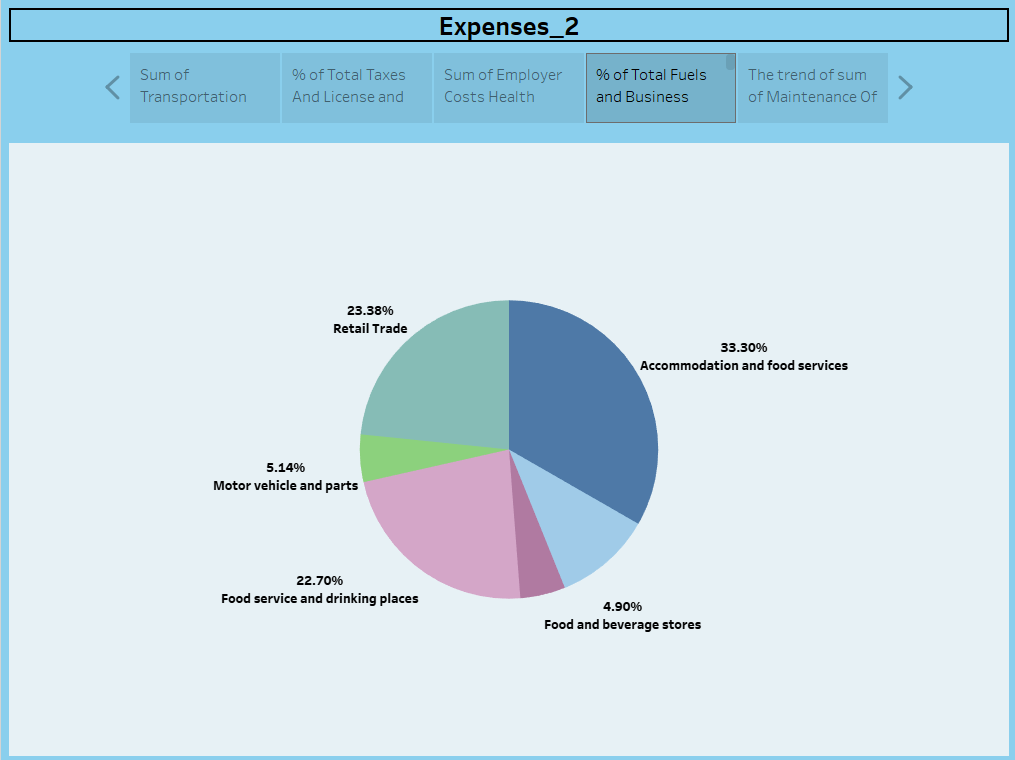 Expenses_2
Sum of
Transportation
% of Total Taxes
And License and
Sum of Employer
Costs Health
% of Total Fuels
and Business
The trend of sum
of Maintenance Of
23.38%
Retail Trade
33.30%
Accommodation and food services
5.14%
Motor vehicle and parts
22.70%
Food service and drinking places
4.90%
Food and beverage stores